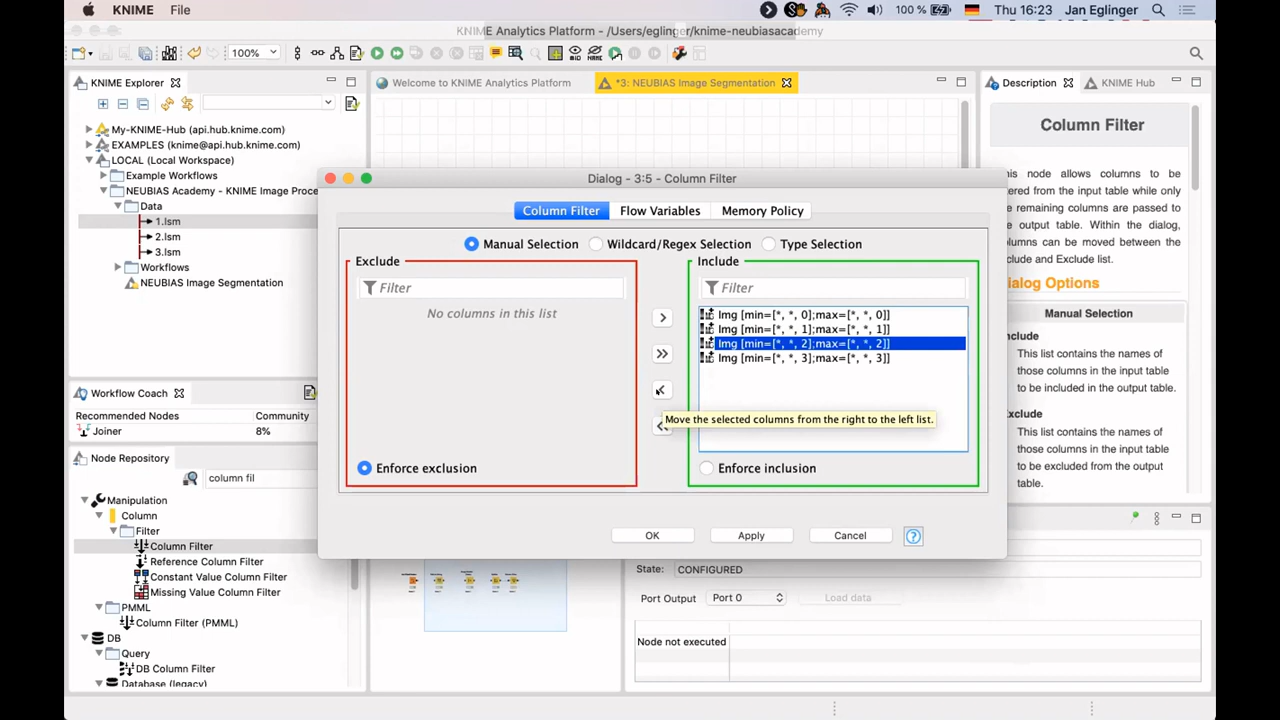 KNIME File 100 % Thu 16:23 Jan Eglinger
KNIME Analytics Platform - /Users/eglinger/knime-neubiasacademy
100%
KNIME Explorer
Welcome to KNIME Analytics Platform
*3: NEUBIAS Image Segmentation
Description
KNIME Hub
My-KNIME-Hub (api.hub.knime.com)
EXAMPLES (knime@api.hub.knime.com)
LOCAL (Local Workspace)
Example Workflows
NEUBIAS Academy - KNIME Image Proce
Data
1.lsm
2.lsm
3.lsm
Workflows
NEUBIAS Image Segmentation
Workflow Coach
Recommended Nodes Community
Joiner 8%
Node Repository
column fil
Manipulation
Column
Filter
Column Filter
Reference Column Filter
Constant Value Column Filter
Missing Value Column Filter
PMML
Column Filter (PMML)
DB
Query
DB Column Filter
Database (legacy)
Dialog - 3:5 - Column Filter
Column Filter Flow Variables Memory Policy
Manual Selection Wildcard/Regex Selection Type Selection
Exclude
Filter
No columns in this list
Enforce exclusion
>
>>
<
Include
Filter
Img [min=[*, *, 0];max=[*, *, 0]]
Img [min=[*, *, 1];max=[*, *, 1]]
Img [min=[*, *, 2];max=[*, *, 2]]
Img [min=[*, *, 3];max=[*, *, 3]]
Move the selected columns from the right to the left list.
Enforce inclusion
OK Apply Cancel ?
Column Filter
his node allows columns to be
tered from the input table while only
e remaining columns are passed to
e output table. Within the dialog,
lumns can be moved between the
clude and Exclude list.
ialog Options
Manual Selection
nclude
This list contains the names of
those columns in the input table
to be included in the output table.
xclude
This list contains the names of
those columns in the input table
to be excluded from the output
table.
State: CONFIGURED
Port Output Port 0 Load data
Node not executed